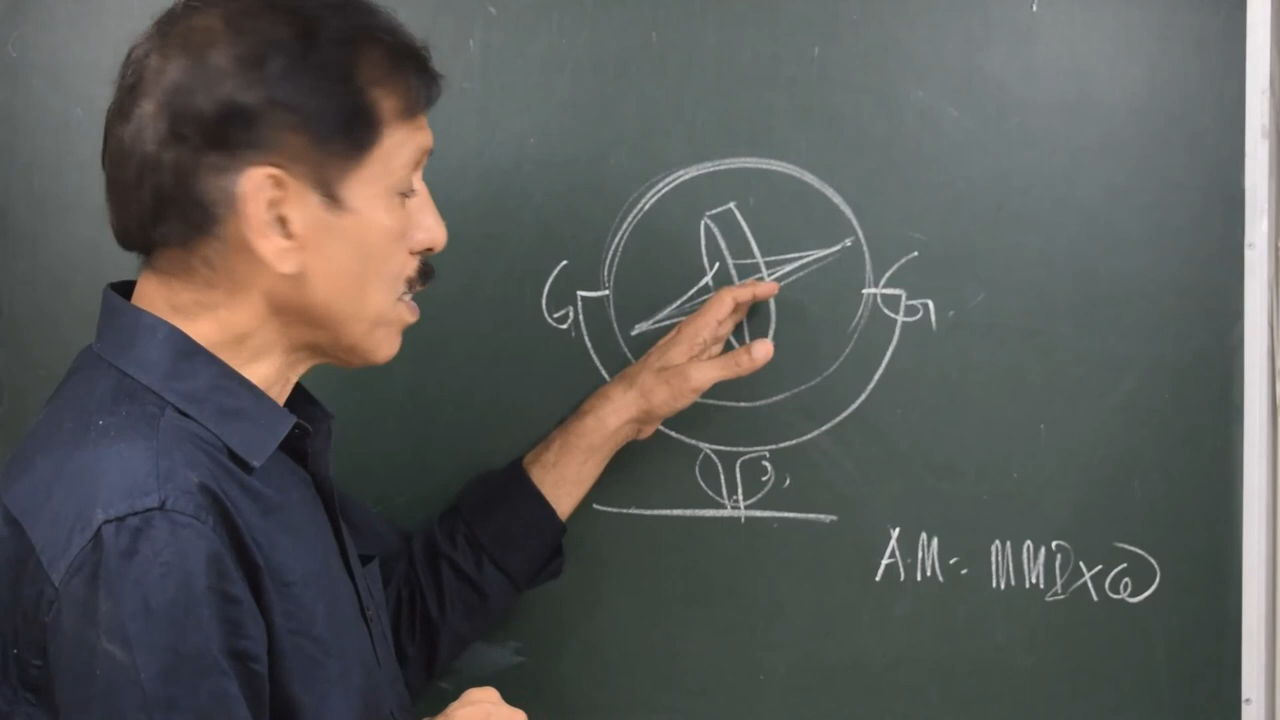 G G
A.M = MMI x ω